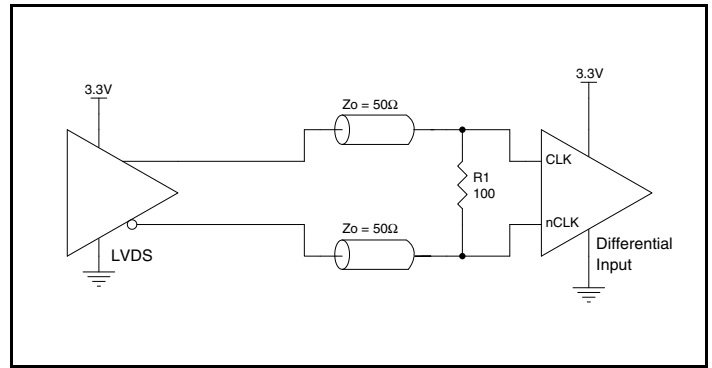 3.3V
LVDS
Zo = 50Ω
Zo = 50Ω
R1
100
3.3V
CLK
nCLK
Differential
Input